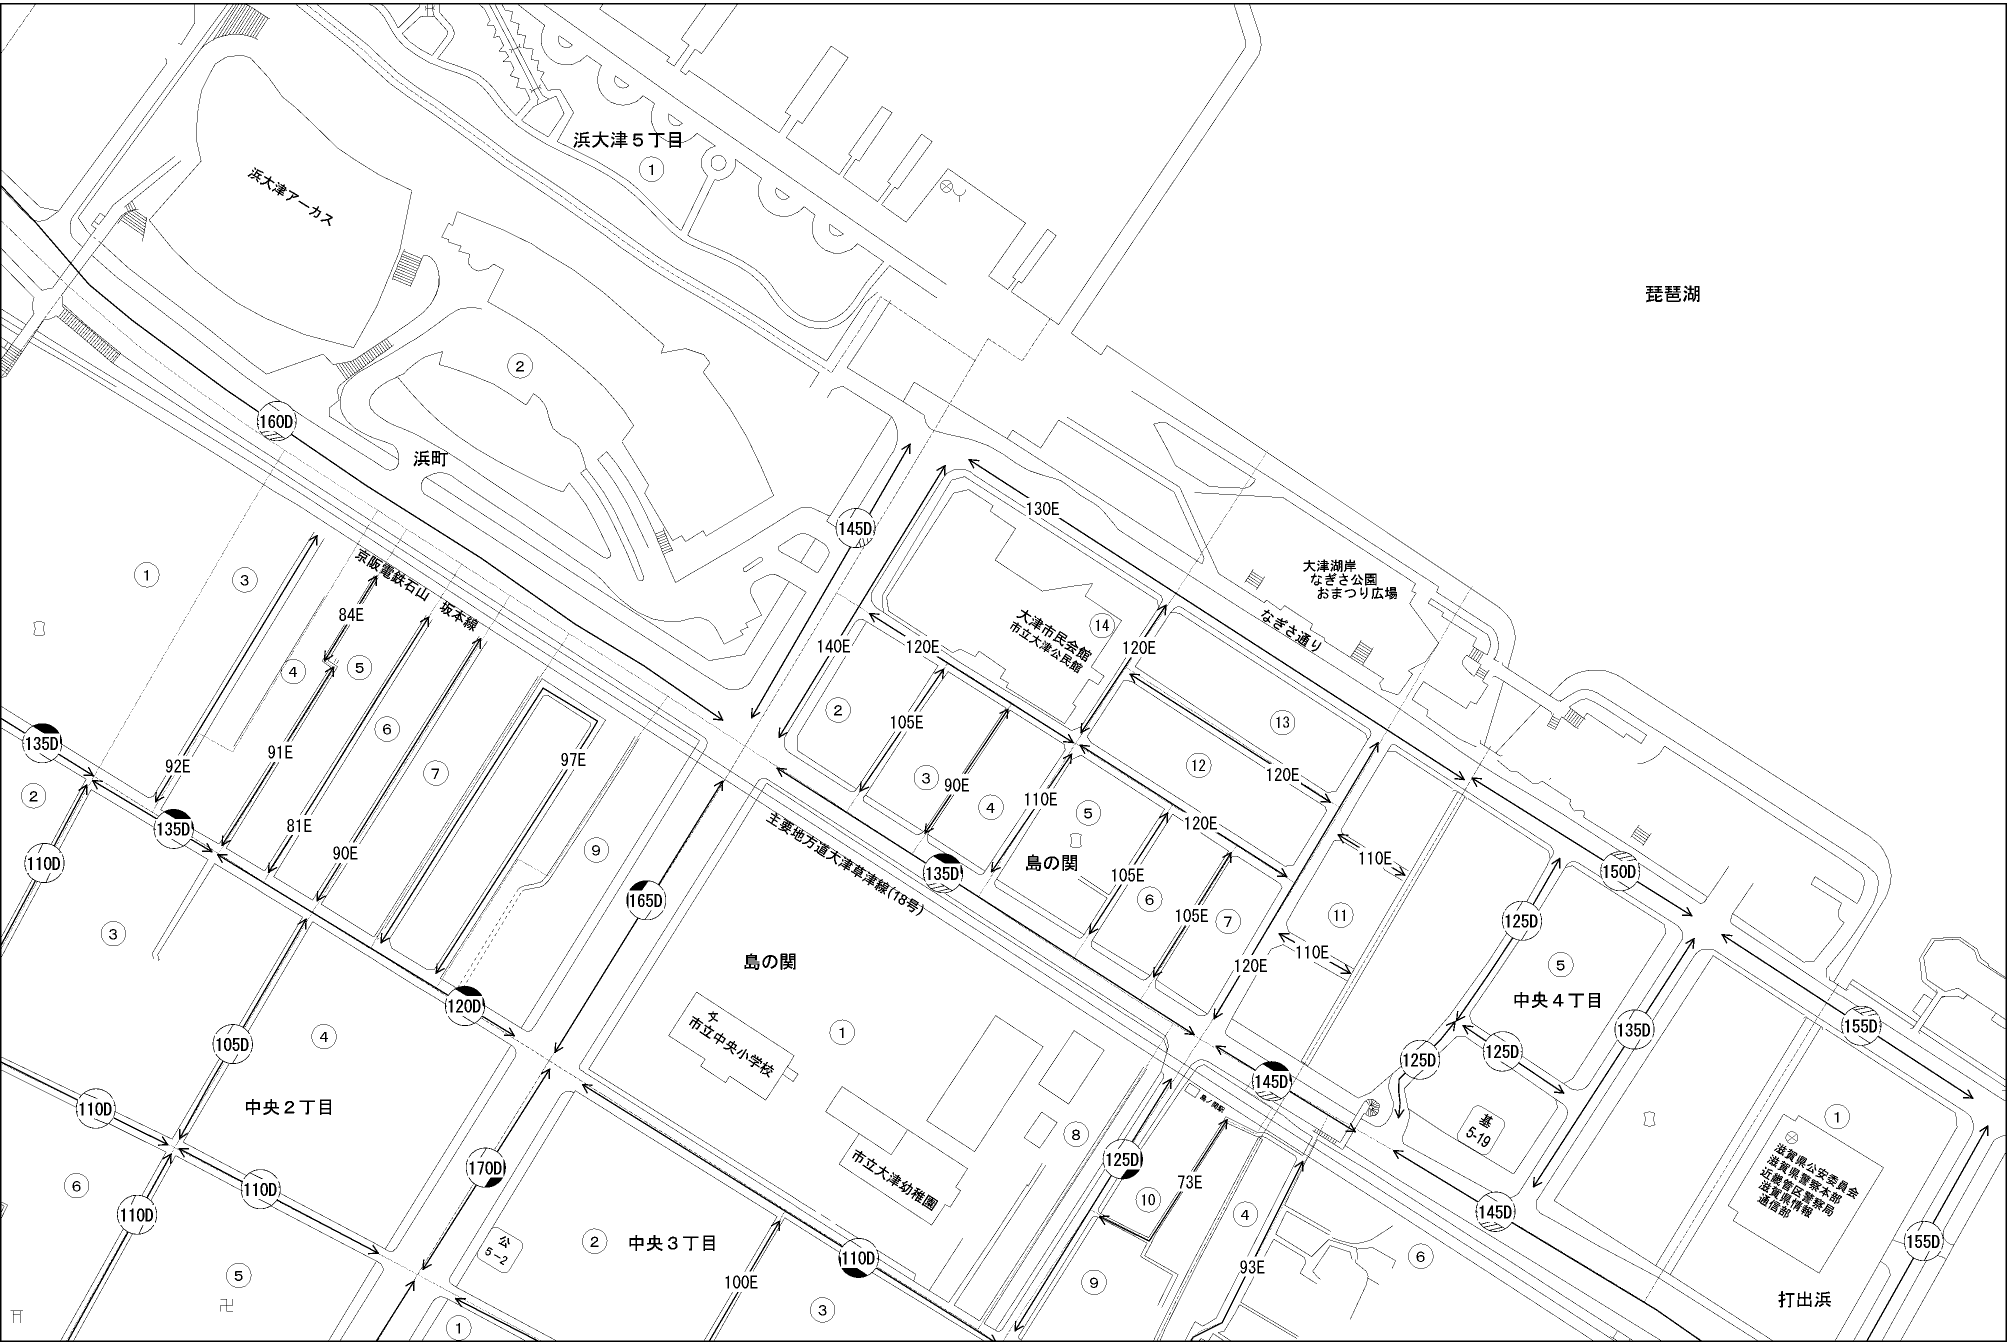 浜大津5丁目
1
浜大津アーカス
琵琶湖
2
160D
浜町
145D
130E
1
3
京阪電鉄石山　坂本線
大津湖岸
なぎさ公園
おまつり広場
なぎさ通り
84E
14
大津市民会館
市立大津公民館
140E
120E
120E
4
5
6
2
105E
13
135D
92E
91E
7
97E
3
90E
12
120E
2
135D
81E
90E
9
4
110E
5
120E
110E
110D
主要地方道大津草津線(18号)
135D
島の関
105E
150D
165D
6
105E
7
11
125D
3
島の関
120E
110E
5
中央4丁目
120D
105D
4
市立中央小学校
1
135D
155D
125D
125D
145D
110D
中央2丁目
島ノ関駅
基
5-19
1
8
6
110D
170D
125D
73E
10
4
145D
市立大津幼稚園
滋賀県公安委員会
滋賀県警察本部
近畿管区警察局
滋賀県情報
通信部
110D
公
5-2
2
中央3丁目
110D
155D
5
100E
3
9
93E
6
打出浜
1